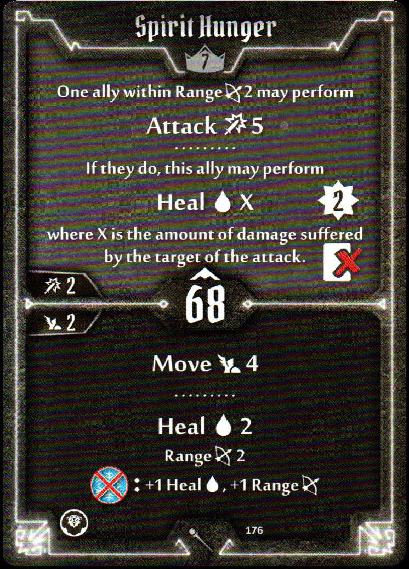 Spirit Hunger
7
One ally within Range 2 may perform
Attack 5
If they do, this ally may perform
Heal X
2
where X is the amount of damage suffered
by the target of the attack.
2
68
2
Move 4
Heal 2
Range 2
: +1 Heal , +1 Range
176